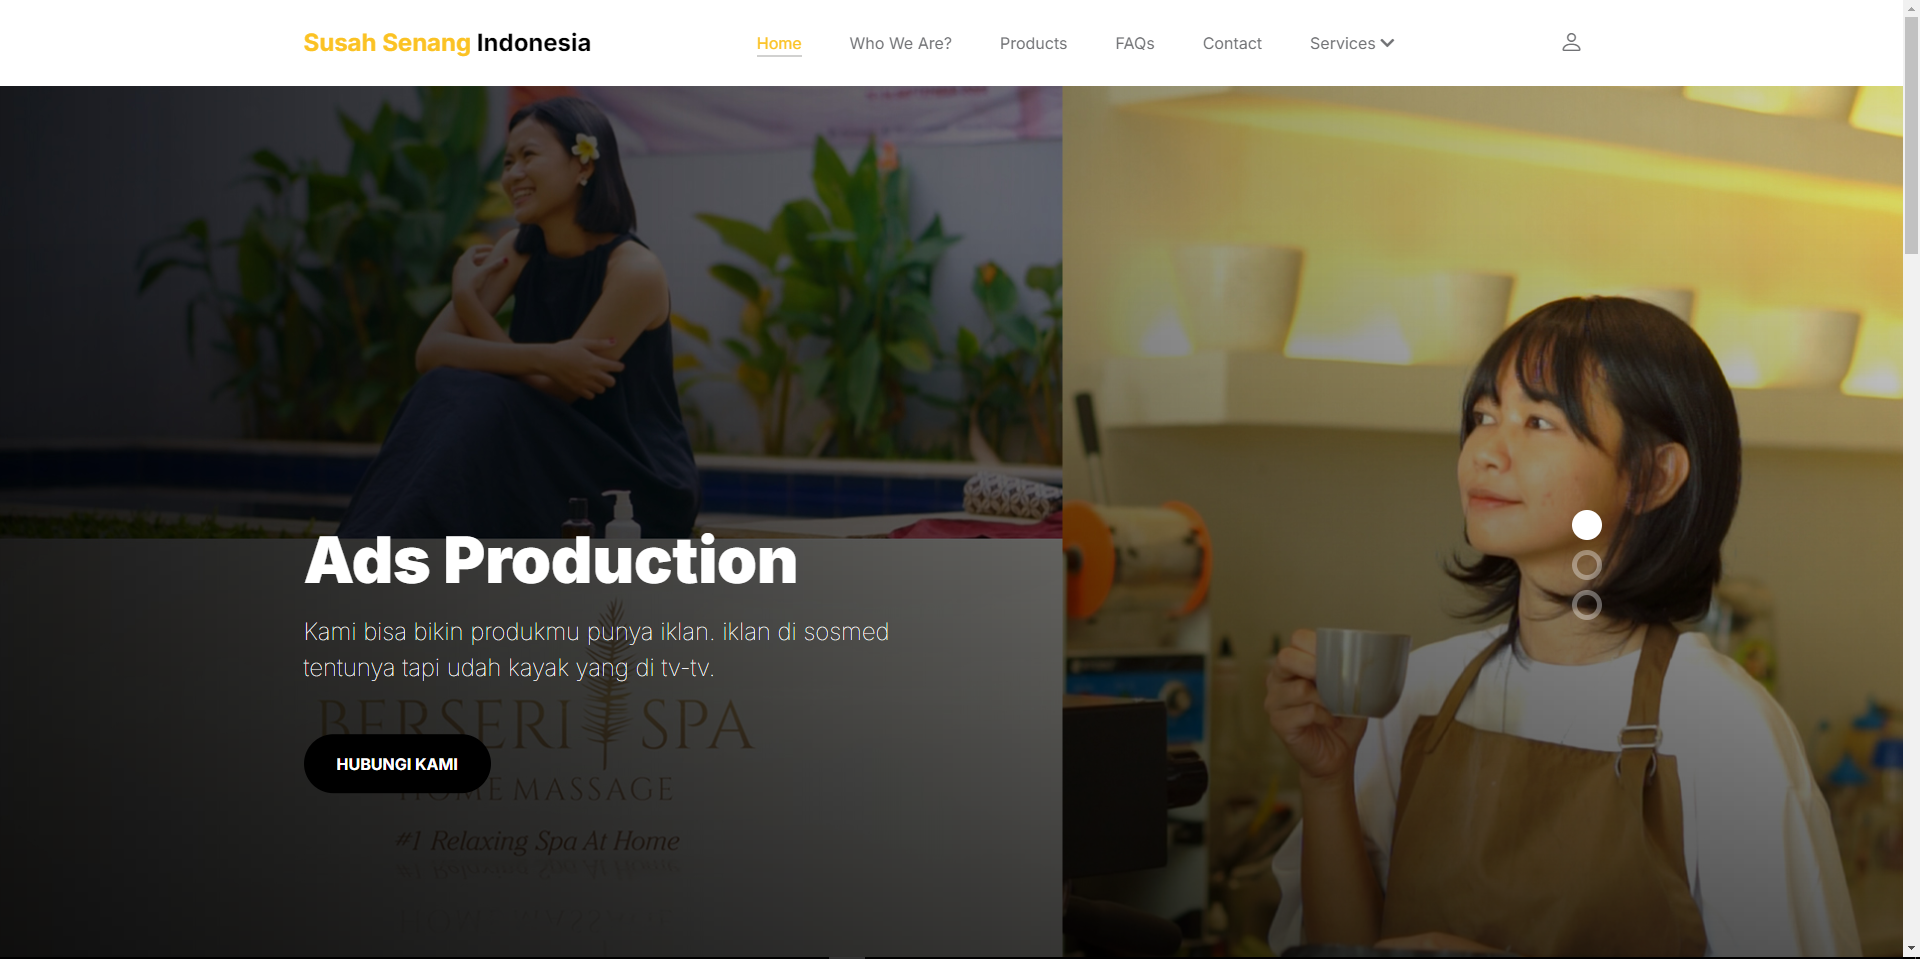 Susah Senang Indonesia
Home
Who We Are?
Products
FAQs
Contact
Services
Ads Production
Kami bisa bikin produkmu punya iklan. iklan di sosmed
tentunya tapi udah kayak yang di tv-tv.
BERSERI SPA
HUBUNGI KAMI
HOME MASSAGE
#1 Relaxing Spa At Home